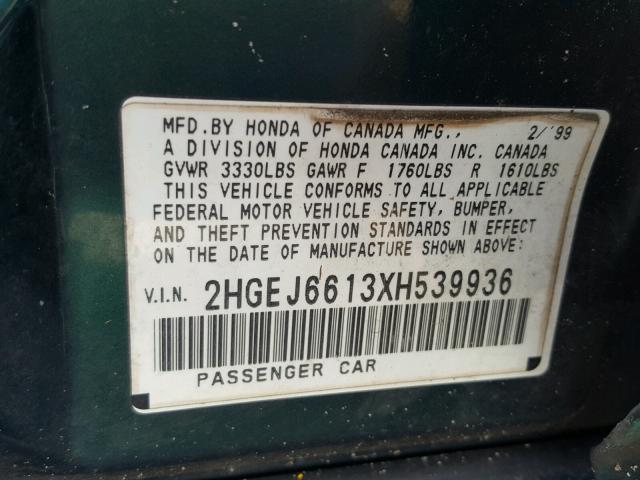 MFD.BY HONDA OF CANADA MFG., 2/'99
A DIVISION OF HONDA CANADA INC. CANADA
GVWR 3330LBS GAWR F 1760LBS R 1610LBS
THIS VEHICLE CONFORMS TO ALL APPLICABLE
FEDERAL MOTOR VEHICLE SAFETY, BUMPER,
AND THEFT PREVENTION STANDARDS IN EFFECT
ON THE DATE OF MANUFACTURE SHOWN ABOVE:
V.I.N. 2HGEJ6613XH539936
PASSENGER CAR